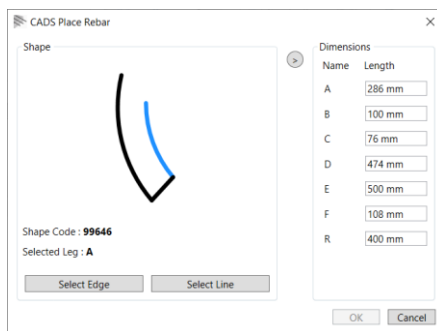 CADS Place Rebar
Shape
Shape Code : 99646
Selected Leg : A
Select Edge
Select Line
>
Dimensions
Name Length
A 286 mm
B 100 mm
C 76 mm
D 474 mm
E 500 mm
F 108 mm
R 400 mm
OK
Cancel